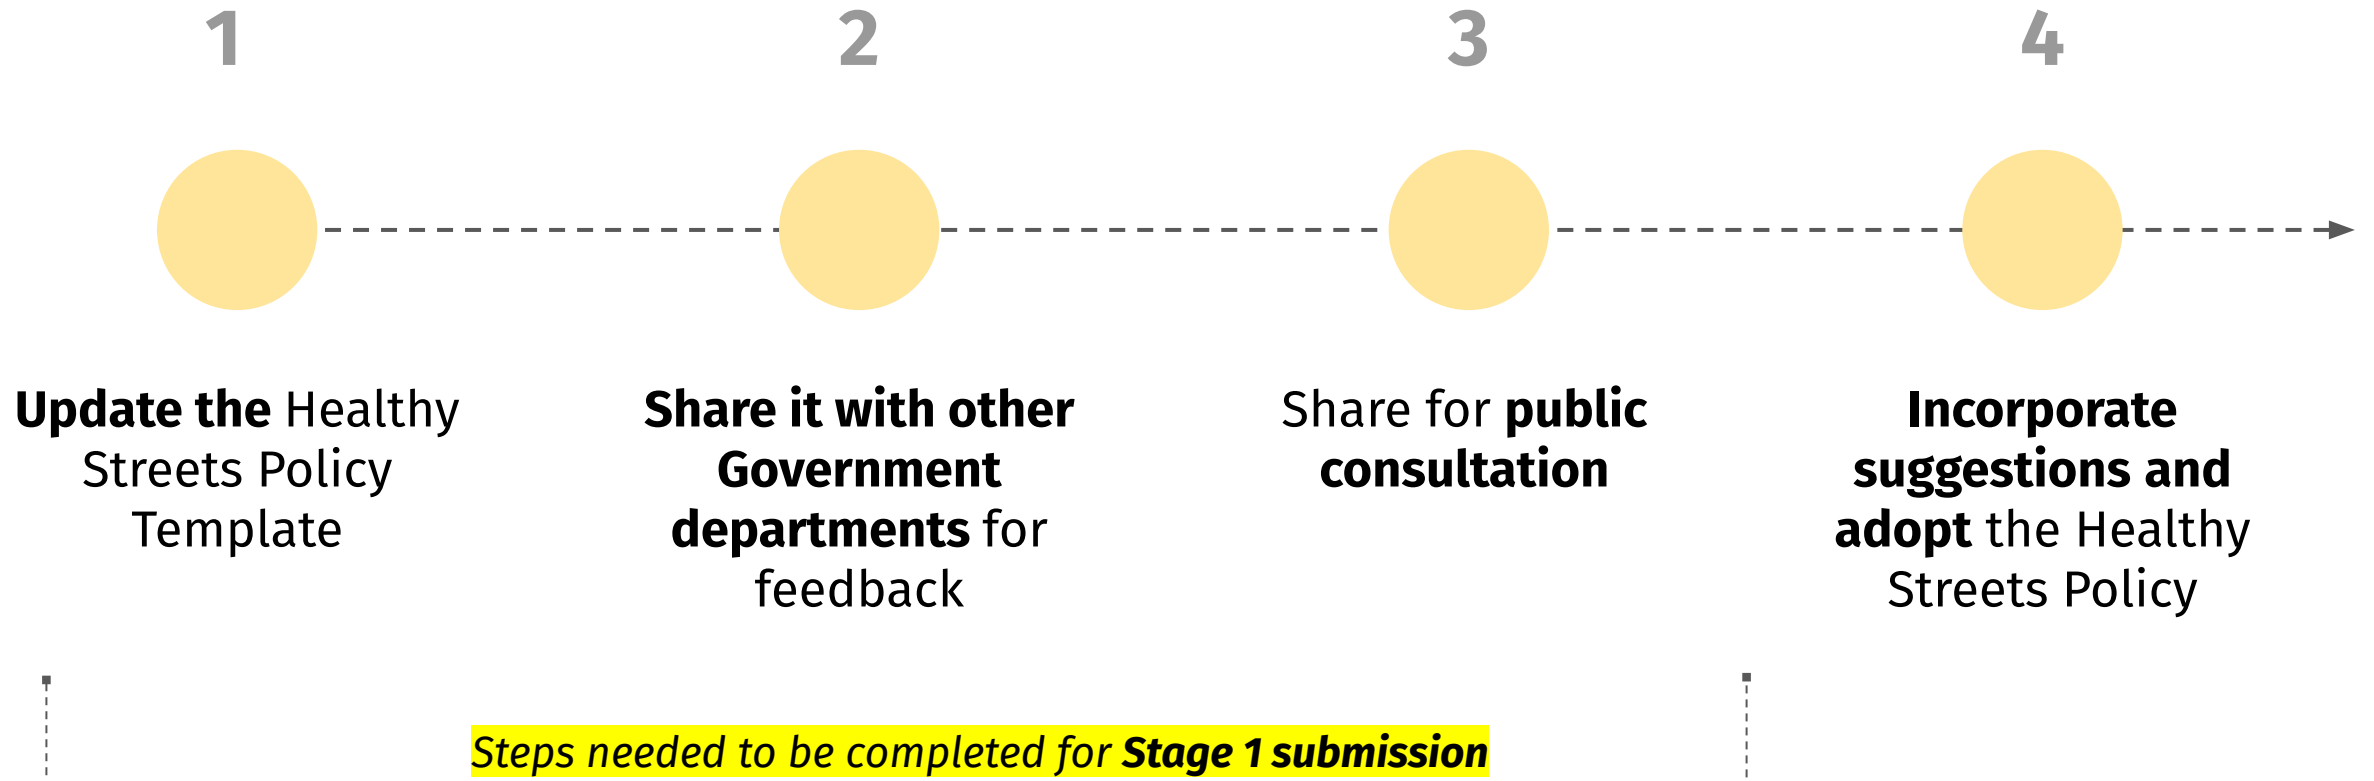 1
2
3
4
Update the Healthy
Streets Policy
Template
Share it with other
Government
departments for
feedback
Share for public
consultation
Incorporate
suggestions and
adopt the Healthy
Streets Policy
Steps needed to be completed for Stage 1 submission